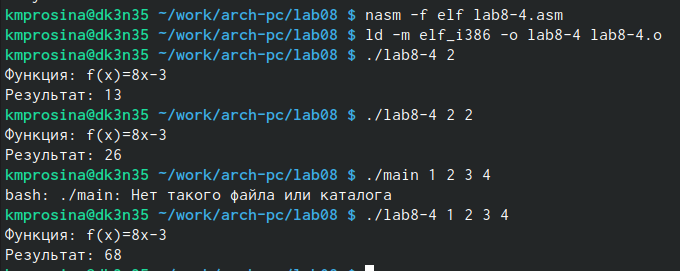 kmprosina@dk3n35 ~/work/arch-pc/lab08 $ nasm -f elf lab8-4.asm
kmprosina@dk3n35 ~/work/arch-pc/lab08 $ ld -m elf_i386 -o lab8-4 lab8-4.o
kmprosina@dk3n35 ~/work/arch-pc/lab08 $ ./lab8-4 2
Функция: f(x)=8x-3
Результат: 13
kmprosina@dk3n35 ~/work/arch-pc/lab08 $ ./lab8-4 2 2
Функция: f(x)=8x-3
Результат: 26
kmprosina@dk3n35 ~/work/arch-pc/lab08 $ ./main 1 2 3 4
bash: ./main: Нет такого файла или каталога
kmprosina@dk3n35 ~/work/arch-pc/lab08 $ ./lab8-4 1 2 3 4
Функция: f(x)=8x-3
Результат: 68